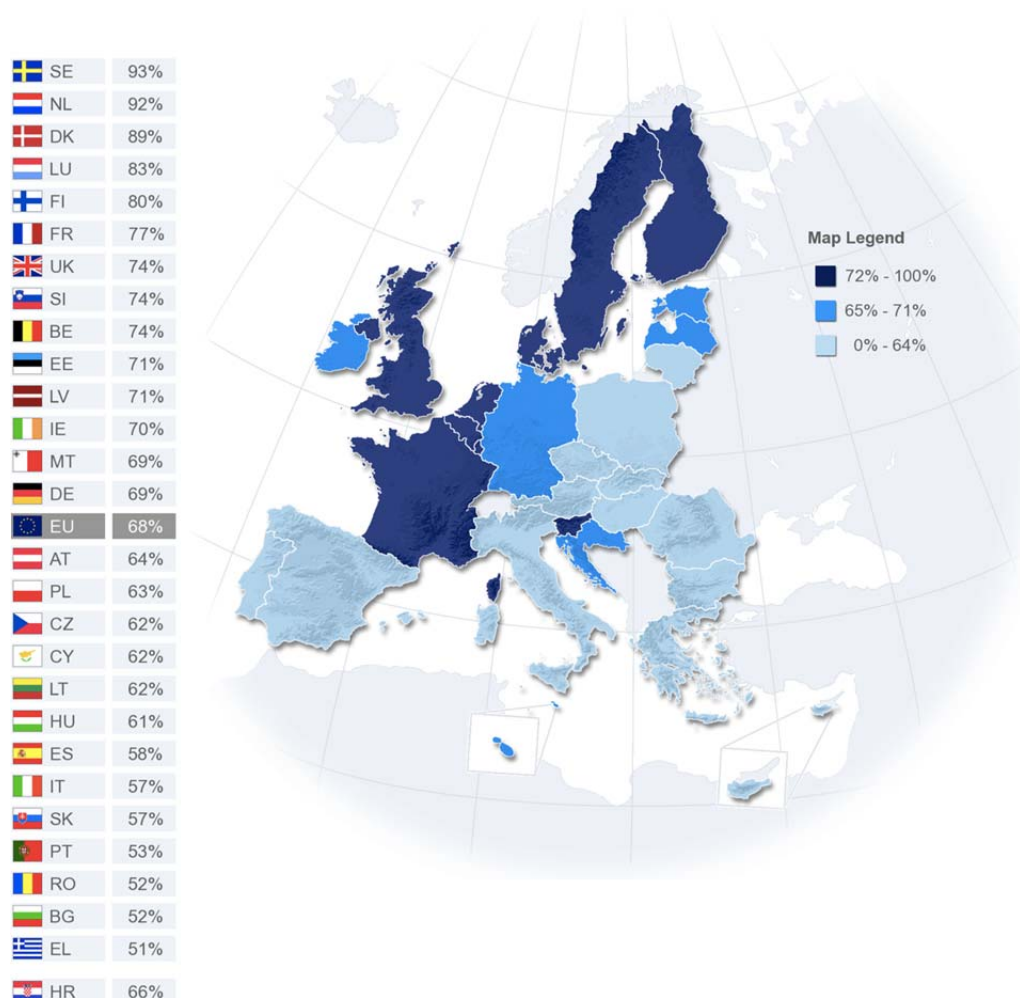 SE 93%
NL 92%
DK 89%
LU 83%
FI 80%
FR 77%
UK 74%
SI 74%
BE 74%
EE 71%
LV 71%
IE 70%
MT 69%
DE 69%
EU 68%
AT 64%
PL 63%
CZ 62%
CY 62%
LT 62%
HU 61%
ES 58%
IT 57%
SK 57%
PT 53%
RO 52%
BG 52%
EL 51%
HR 66%
Map Legend
72% - 100%
65% - 71%
0% - 64%